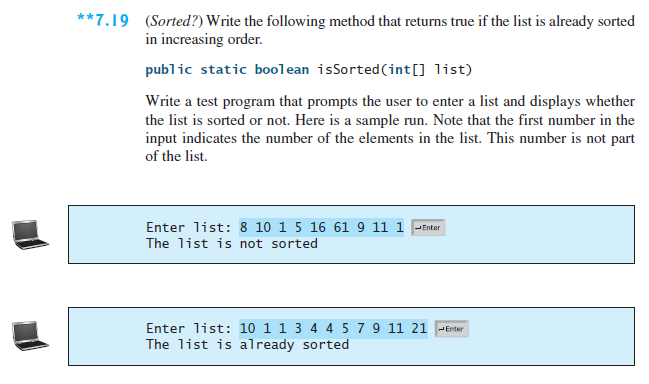 **7.19 (Sorted?) Write the following method that returns true if the list is already sorted
in increasing order.
public static boolean isSorted(int[] list)
Write a test program that prompts the user to enter a list and displays whether
the list is sorted or not. Here is a sample run. Note that the first number in the
input indicates the number of the elements in the list. This number is not part
of the list.
Enter list: 8 10 1 5 16 61 9 11 1 ↵Enter
The list is not sorted
Enter list: 10 1 1 3 4 4 5 7 9 11 21 ↵Enter
The list is already sorted